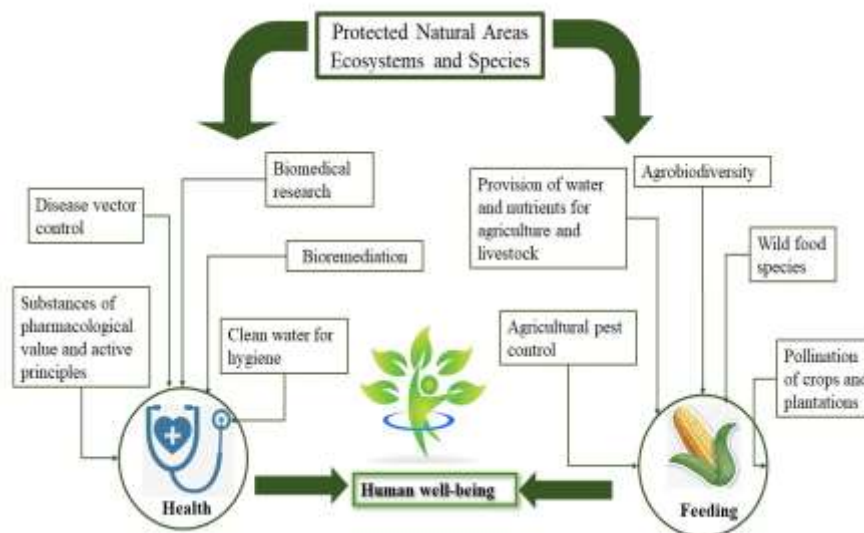 Protected Natural Areas
Ecosystems and Species
Biomedical
research
Disease vector
control
Bioremediation
Substances of
pharmacological
value and active
principles
Clean water for
hygiene
Health
Agrobiodiversity
Provision of water
and nutrients for
agriculture and
livestock
Wild food
species
Agricultural pest
control
Pollination
of crops and
plantations
Feeding
Human well-being